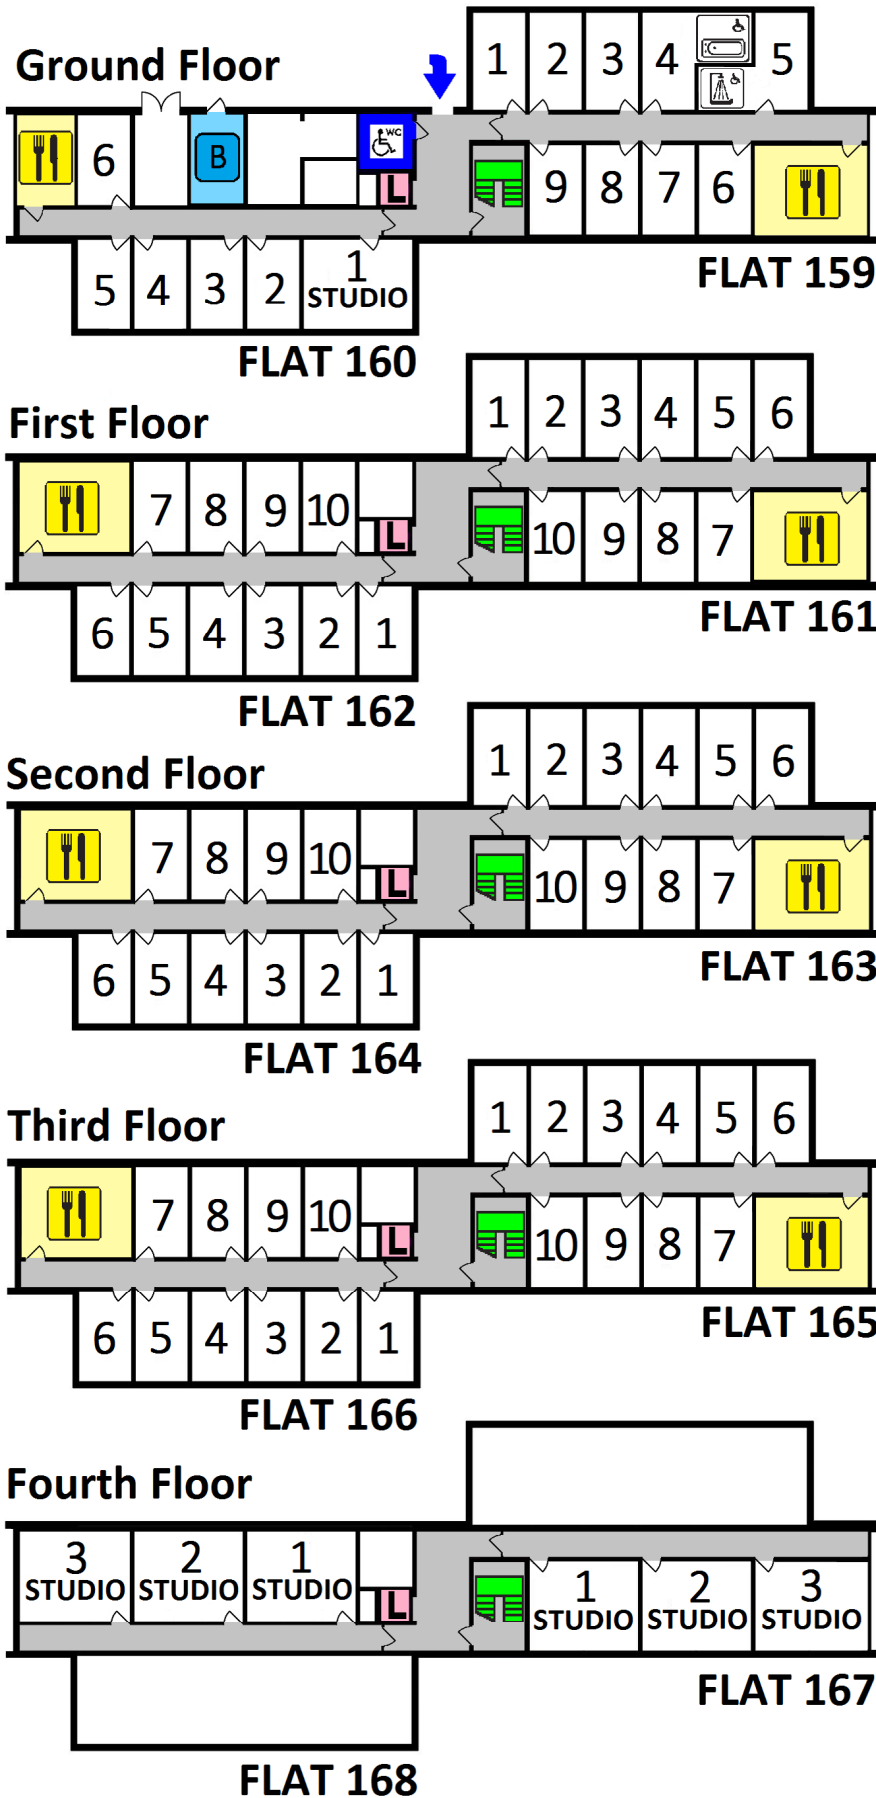 Ground Floor
1 2 3 4 5
6 B WC L
9 8 7 6
5 4 3 2 1
STUDIO
FLAT 159
FLAT 160
First Floor
1 2 3 4 5 6
7 8 9 10 L
10 9 8 7
6 5 4 3 2 1
FLAT 161
FLAT 162
Second Floor
1 2 3 4 5 6
7 8 9 10 L
10 9 8 7
6 5 4 3 2 1
FLAT 163
FLAT 164
Third Floor
1 2 3 4 5 6
7 8 9 10 L
10 9 8 7
6 5 4 3 2 1
FLAT 165
FLAT 166
Fourth Floor
3 2 1
STUDIO STUDIO STUDIO L
1 2 3
STUDIO STUDIO STUDIO
FLAT 167
FLAT 168